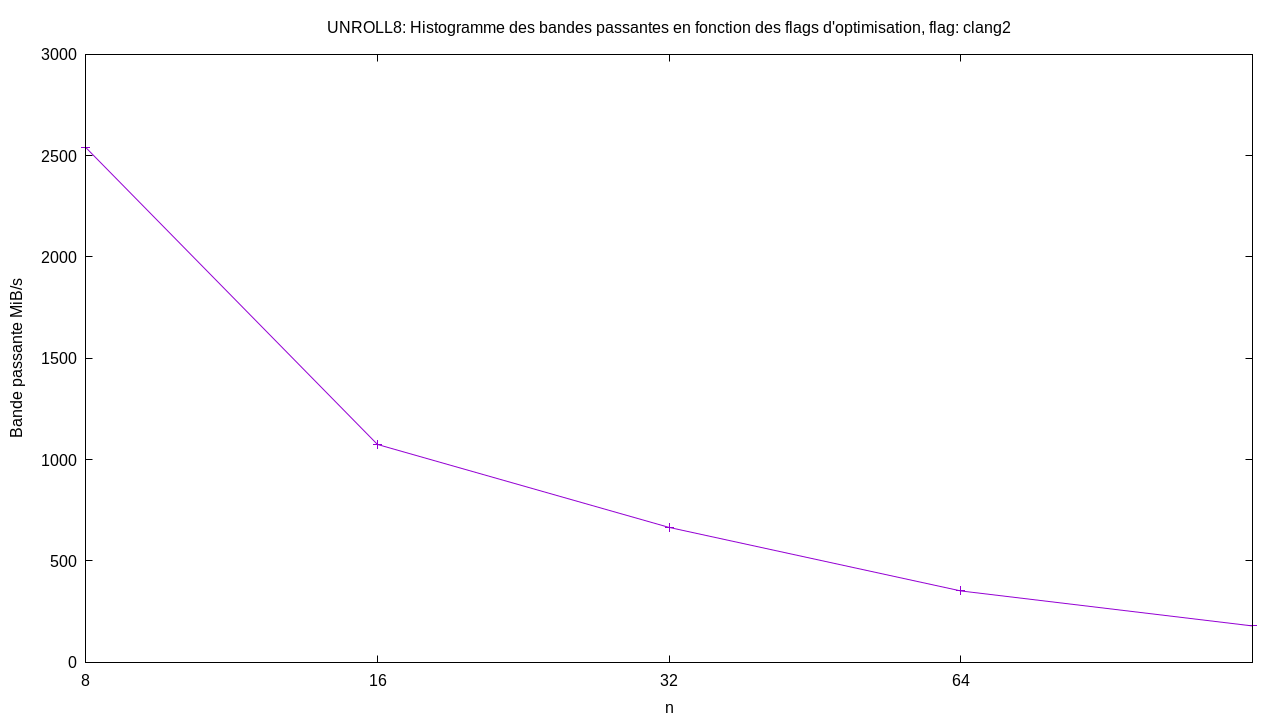 UNROLL8: Histogramme des bandes passantes en fonction des flags d'optimisation, flag: clang2
3000
2500
2000
1500
1000
500
0
Bande passante MiB/s
8 16 32 64
n